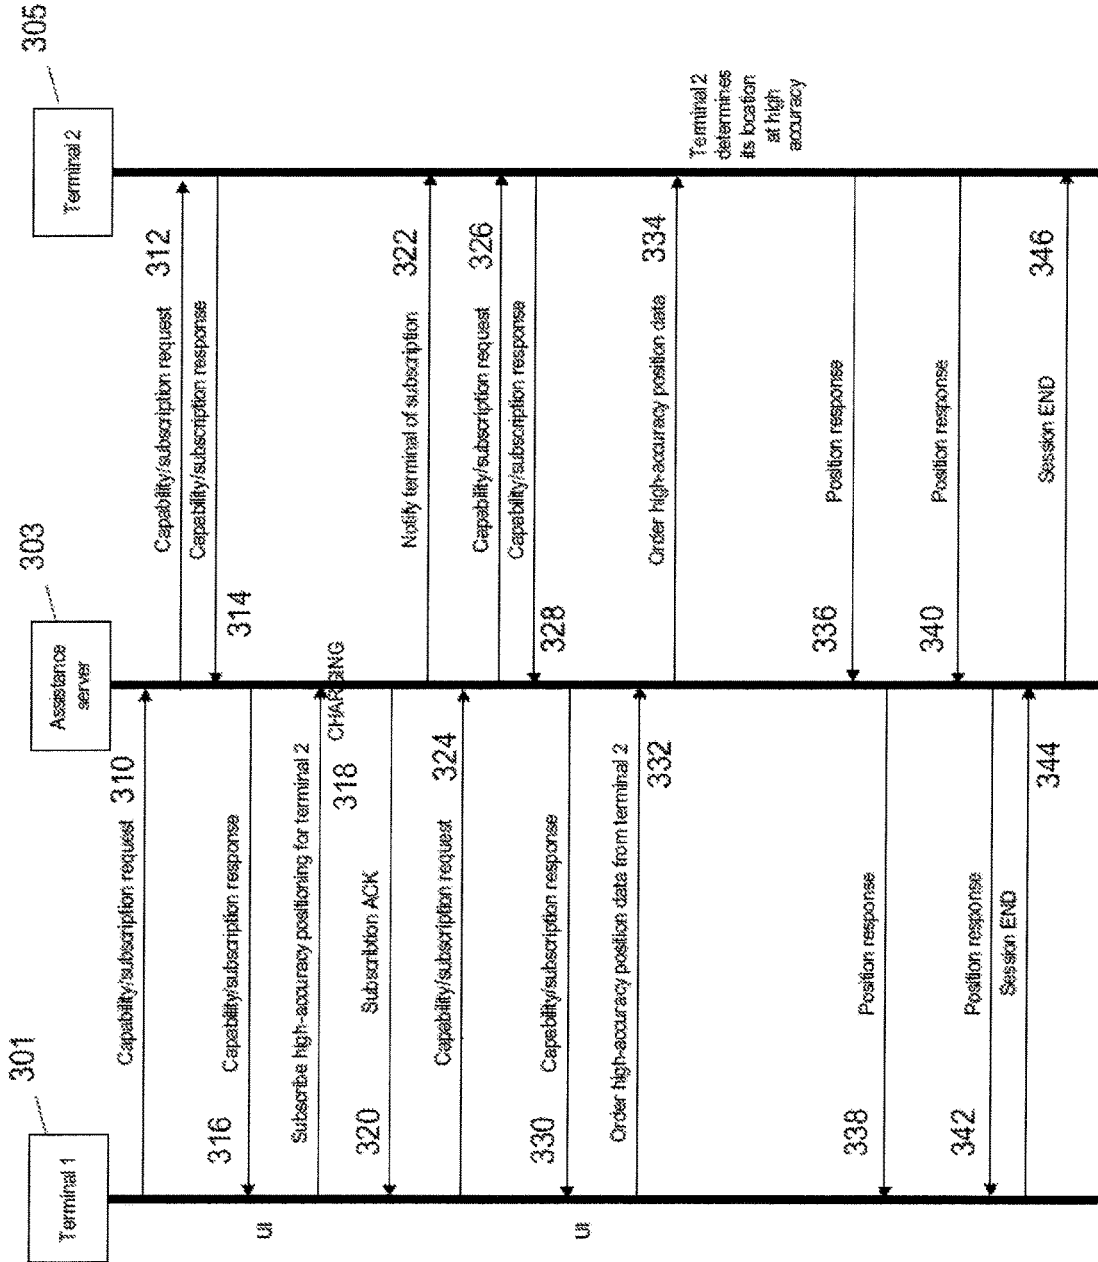 301
Terminal 1
303
Assistance
server
305
Terminal 2
Capability/subscription request
310
Capability/subscription request
312
Capability/subscription response
314
Capability/subscription response
316
UI
Subscribe high-accuracy positioning for terminal 2
318
CHARGING
Subscribtion ACK
320
Notify terminal of subscription
322
Capability/subscription request
324
Capability/subscription request
326
Capability/subscription response
328
Capability/subscription response
330
UI
Order high-accuracy position data from terminal 2
332
Order high-accuracy position data
334
Terminal 2
determines
its location
at high
accuracy
Position response
336
Position response
338
Position response
340
Position response
342
Session END
344
Session END
346